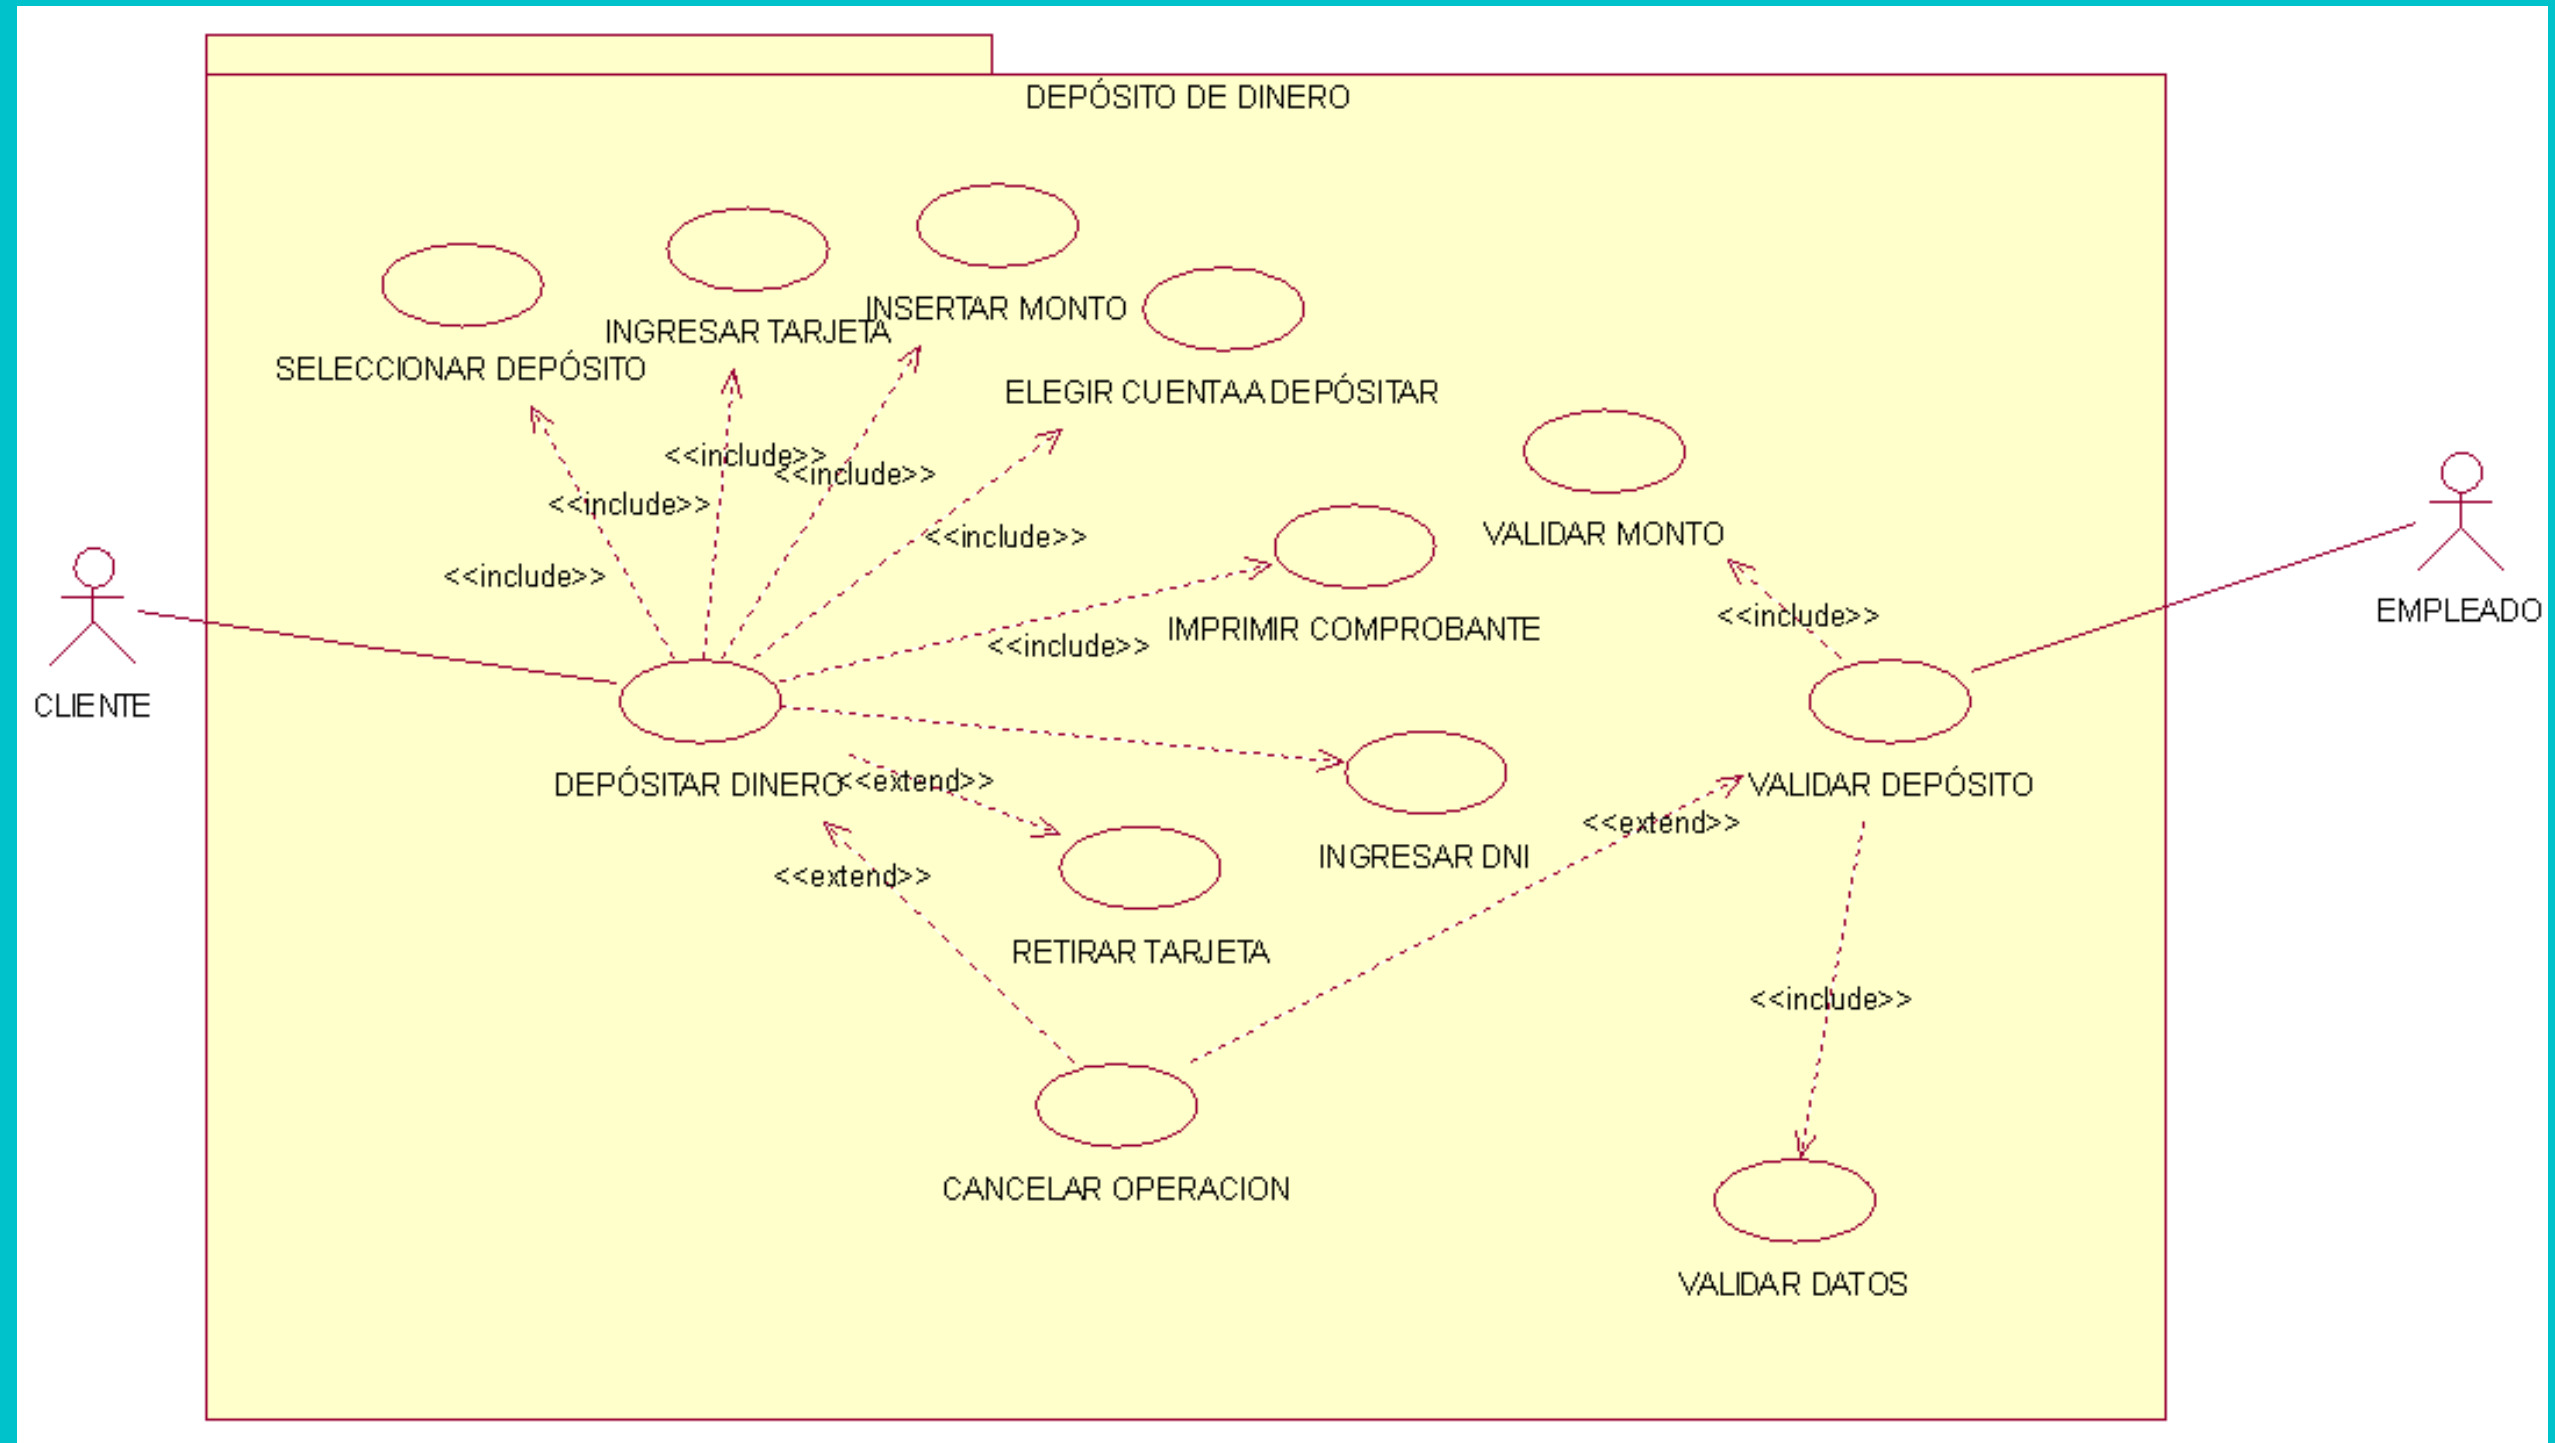 DEPÓSITO DE DINERO
INSERTAR MONTO
INGRESAR TARJETA
SELECCIONAR DEPÓSITO
ELEGIR CUENTA A DEPÓSITAR
<<include>>
<<include>>
<<include>>
<<include>>
VALIDAR MONTO
<<include>>
EMPLEADO
<<include>>
IMPRIMIR COMPROBANTE
<<include>>
CLIENTE
DEPÓSITAR DINERO
<<extend>>
VALIDAR DEPÓSITO
<<extend>>
INGRESAR DNI
<<extend>>
RETIRAR TARJETA
<<include>>
CANCELAR OPERACION
VALIDAR DATOS